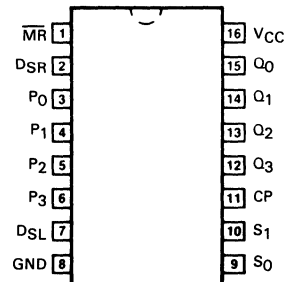 M̅R̅ 1 16 VCC
DSR 2 15 Q0
P0 3 14 Q1
P1 4 13 Q2
P2 5 12 Q3
P3 6 11 CP
DSL 7 10 S1
GND 8 9 S0